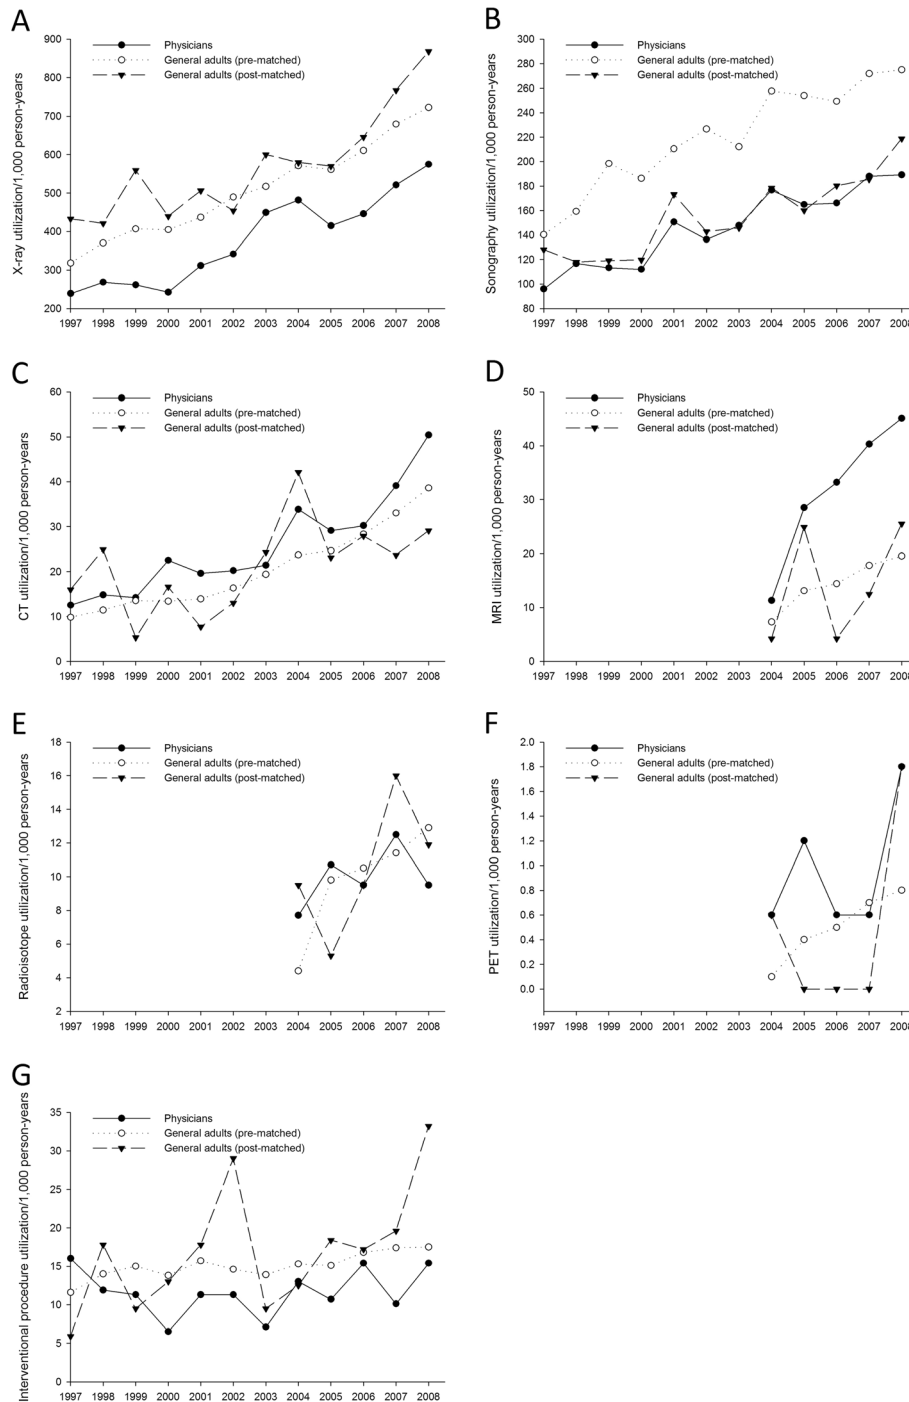 A
X-ray utilization/1,000 person-years
Physicians
General adults (pre-matched)
General adults (post-matched)
900
800
700
600
500
400
300
200
1997 1998 1999 2000 2001 2002 2003 2004 2005 2006 2007 2008
B
Sonography utilization/1,000 person-years
Physicians
General adults (pre-matched)
General adults (post-matched)
300
280
260
240
220
200
180
160
140
120
100
80
1997 1998 1999 2000 2001 2002 2003 2004 2005 2006 2007 2008
C
CT utilization/1,000 person-years
Physicians
General adults (pre-matched)
General adults (post-matched)
60
50
40
30
20
10
0
1997 1998 1999 2000 2001 2002 2003 2004 2005 2006 2007 2008
D
MRI utilization/1,000 person-years
Physicians
General adults (pre-matched)
General adults (post-matched)
50
40
30
20
10
0
1997 1998 1999 2000 2001 2002 2003 2004 2005 2006 2007 2008
E
Radioisotope utilization/1,000 person-years
Physicians
General adults (pre-matched)
General adults (post-matched)
18
16
14
12
10
8
6
4
2
1997 1998 1999 2000 2001 2002 2003 2004 2005 2006 2007 2008
F
PET utilization/1,000 person-years
Physicians
General adults (pre-matched)
General adults (post-matched)
2.0
1.8
1.6
1.4
1.2
1.0
0.8
0.6
0.4
0.2
0.0
1997 1998 1999 2000 2001 2002 2003 2004 2005 2006 2007 2008
G
Interventional procedure utilization/1,000 person-years
Physicians
General adults (pre-matched)
General adults (post-matched)
35
30
25
20
15
10
5
0
1997 1998 1999 2000 2001 2002 2003 2004 2005 2006 2007 2008